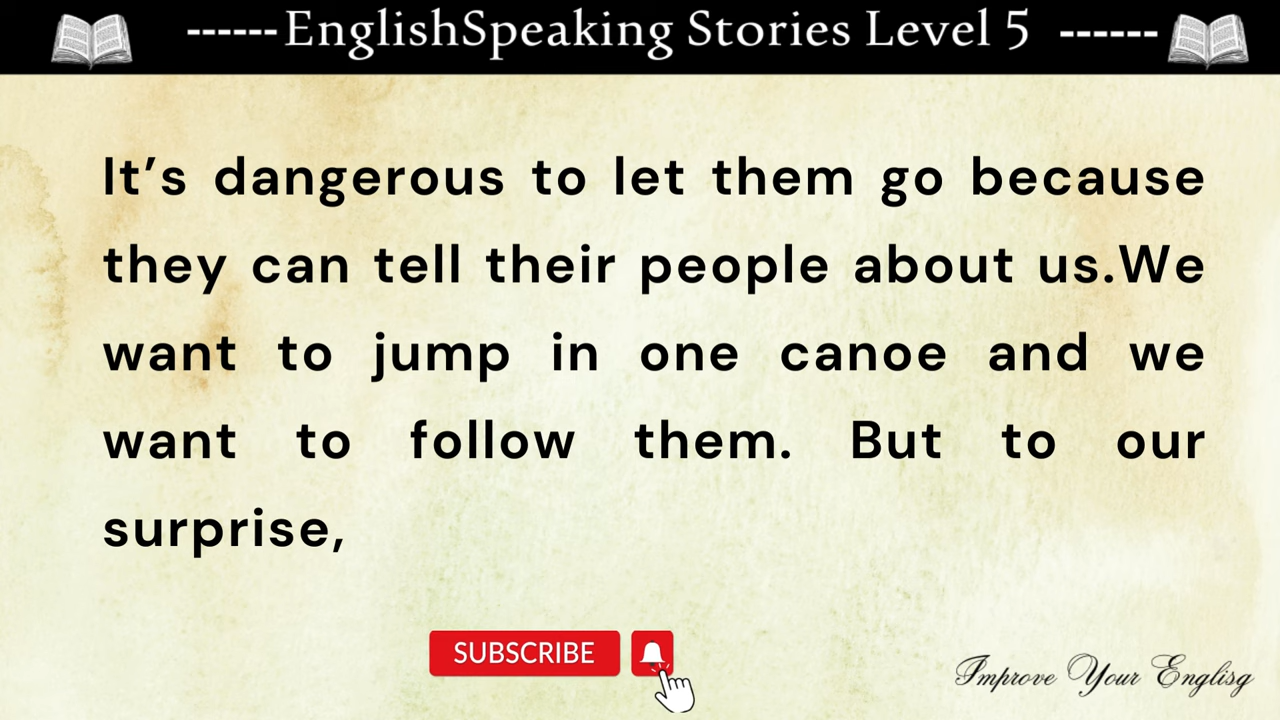 ------EnglishSpeaking Stories Level 5 ------
It’s dangerous to let them go because
they can tell their people about us.We
want to jump in one canoe and we
want to follow them. But to our
surprise,
SUBSCRIBE
Improve Your Englisg